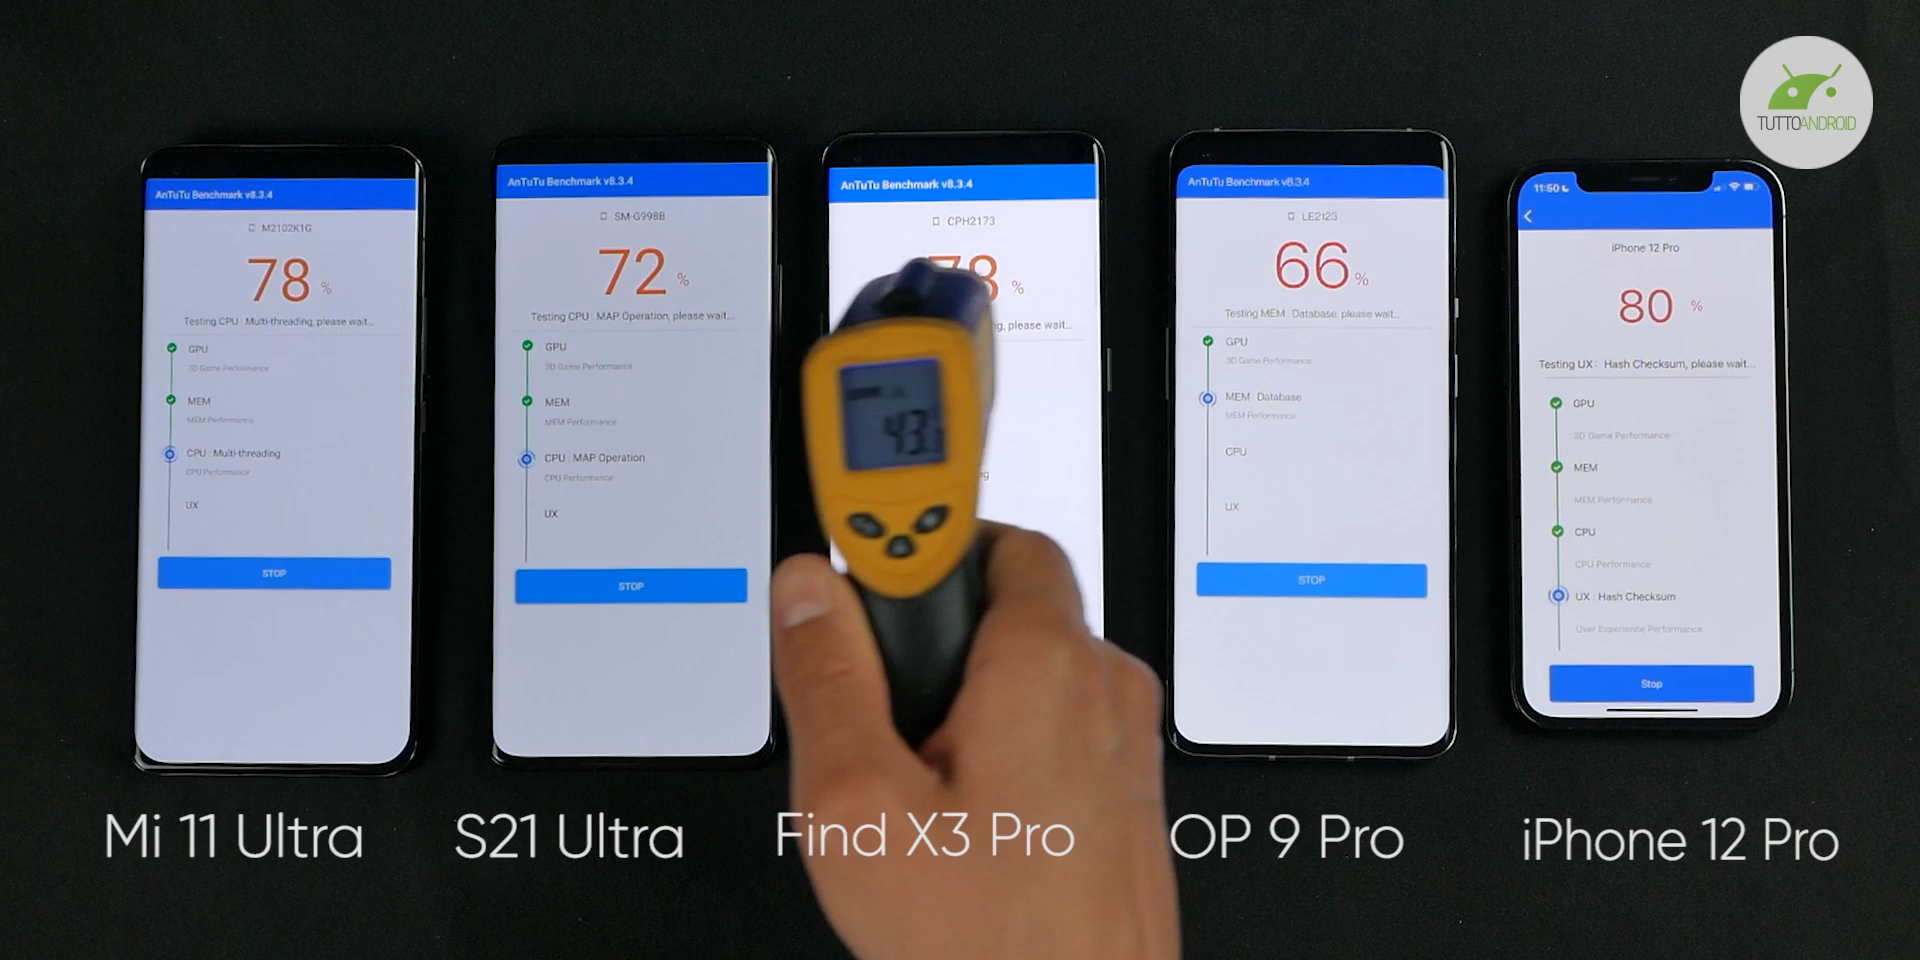 TUTTOANDROID
AnTuTu Benchmark v8.3.4
M2102K1G
78 %
Testing CPU : Multi-threading, please wait...
GPU
3D Game Performance
MEM
MEM Performance
CPU : Multi-threading
CPU Performance
UX
STOP
AnTuTu Benchmark v8.3.4
SM-G998B
72 %
Testing CPU : MAP Operation, please wait...
GPU
3D Game Performance
MEM
MEM Performance
CPU : MAP Operation
CPU Performance
UX
STOP
AnTuTu Benchmark v8.3.4
CPH2173
78 %
please wait...
AnTuTu Benchmark v8.3.4
LE2123
66 %
Testing MEM : Database, please wait...
GPU
3D Game Performance
MEM : Database
MEM Performance
CPU
UX
STOP
11:50
iPhone 12 Pro
80 %
Testing UX : Hash Checksum, please wait...
GPU
3D Game Performance
MEM
MEM Performance
CPU
CPU Performance
UX : Hash Checksum
User Experience Performance
Stop
Mi 11 Ultra
S21 Ultra
Find X3 Pro
OP 9 Pro
iPhone 12 Pro